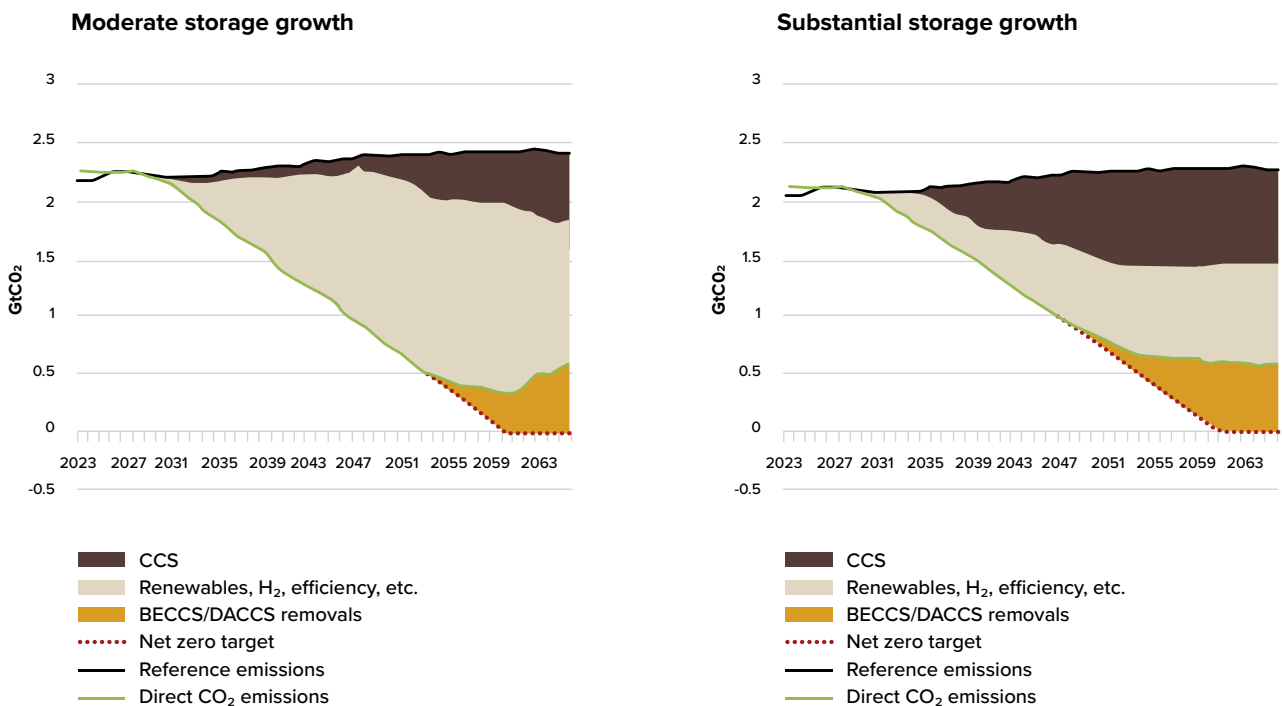 Moderate storage growth
3
2.5
2
1.5
1
0.5
0
-0.5
GtC0₂
2023 2027 2031 2035 2039 2043 2047 2051 2055 2059 2063
CCS
Renewables, H₂, efficiency, etc.
BECCS/DACCS removals
Net zero target
Reference emissions
Direct CO₂ emissions
Substantial storage growth
3
2.5
2
1.5
1
0.5
0
-0.5
GtC0₂
2023 2027 2031 2035 2039 2043 2047 2051 2055 2059 2063
CCS
Renewables, H₂, efficiency, etc.
BECCS/DACCS removals
Net zero target
Reference emissions
Direct CO₂ emissions